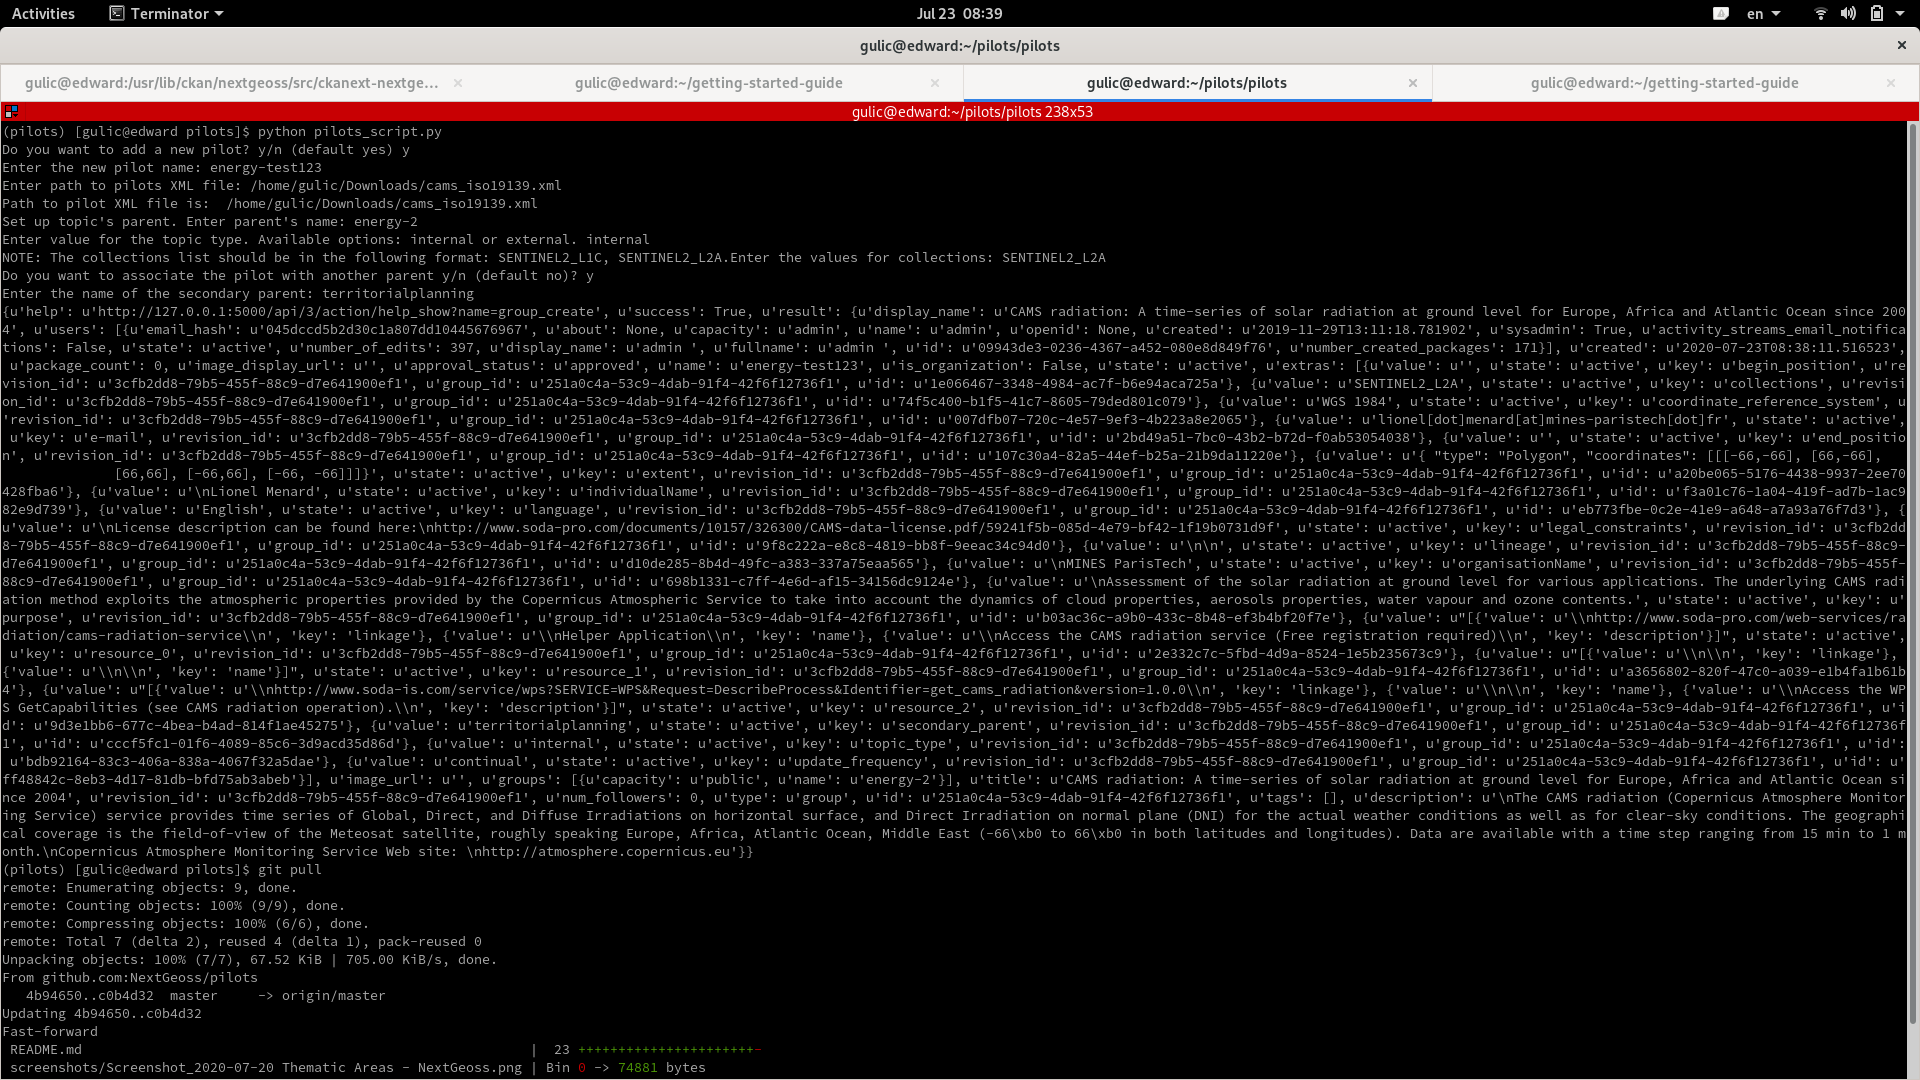 Activities Terminator Jul 23 08:39 en
gulic@edward:~/pilots/pilots
gulic@edward:/usr/lib/ckan/nextgeoss/src/ckanext-nextge... gulic@edward:~/getting-started-guide gulic@edward:~/pilots/pilots gulic@edward:~/getting-started-guide
gulic@edward:~/pilots/pilots 238x53
(pilots) [gulic@edward pilots]$ python pilots_script.py
Do you want to add a new pilot? y/n (default yes) y
Enter the new pilot name: energy-test123
Enter path to pilots XML file: /home/gulic/Downloads/cams_iso19139.xml
Path to pilot XML file is:  /home/gulic/Downloads/cams_iso19139.xml
Set up topic's parent. Enter parent's name: energy-2
Enter value for the topic type. Available options: internal or external. internal
NOTE: The collections list should be in the following format: SENTINEL2_L1C, SENTINEL2_L2A.Enter the values for collections: SENTINEL2_L2A
Do you want to associate the pilot with another parent y/n (default no)? y
Enter the name of the secondary parent: territorialplanning
{u'help': u'http://127.0.0.1:5000/api/3/action/help_show?name=group_create', u'success': True, u'result': {u'display_name': u'CAMS radiation: A time-series of solar radiation at ground level for Europe, Africa and Atlantic Ocean since 200
4', u'users': [{u'email_hash': u'045dccd5b2d30c1a807dd10445676967', u'about': None, u'capacity': u'admin', u'name': u'admin', u'openid': None, u'created': u'2019-11-29T13:11:18.781902', u'sysadmin': True, u'activity_streams_email_notifica
tions': False, u'state': u'active', u'number_of_edits': 397, u'display_name': u'admin ', u'fullname': u'admin ', u'id': u'09943de3-0236-4367-a452-080e8d849f76', u'number_created_packages': 171}], u'created': u'2020-07-23T08:38:11.516523',
 u'package_count': 0, u'image_display_url': u'', u'approval_status': u'approved', u'name': u'energy-test123', u'is_organization': False, u'state': u'active', u'extras': [{u'value': u'', u'state': u'active', u'key': u'begin_position', u're
vision_id': u'3cfb2dd8-79b5-455f-88c9-d7e641900ef1', u'group_id': u'251a0c4a-53c9-4dab-91f4-42f6f12736f1', u'id': u'1e066467-3348-4984-ac7f-b6e94aca725a'}, {u'value': u'SENTINEL2_L2A', u'state': u'active', u'key': u'collections', u'revisi
on_id': u'3cfb2dd8-79b5-455f-88c9-d7e641900ef1', u'group_id': u'251a0c4a-53c9-4dab-91f4-42f6f12736f1', u'id': u'74f5c400-b1f5-41c7-8605-79ded801c079'}, {u'value': u'WGS 1984', u'state': u'active', u'key': u'coordinate_reference_system', u
'revision_id': u'3cfb2dd8-79b5-455f-88c9-d7e641900ef1', u'group_id': u'251a0c4a-53c9-4dab-91f4-42f6f12736f1', u'id': u'007dfb07-720c-4e57-9ef3-4b223a8e2065'}, {u'value': u'lionel[dot]menard[at]mines-paristech[dot]fr', u'state': u'active',
 u'key': u'e-mail', u'revision_id': u'3cfb2dd8-79b5-455f-88c9-d7e641900ef1', u'group_id': u'251a0c4a-53c9-4dab-91f4-42f6f12736f1', u'id': u'2bd49a51-7bc0-43b2-b72d-f0ab53054038'}, {u'value': u'', u'state': u'active', u'key': u'end_positio
n', u'revision_id': u'3cfb2dd8-79b5-455f-88c9-d7e641900ef1', u'group_id': u'251a0c4a-53c9-4dab-91f4-42f6f12736f1', u'id': u'107c30a4-82a5-44ef-b25a-21b9da11220e'}, {u'value': u'{ "type": "Polygon", "coordinates": [[[-66,-66], [66,-66],
 [66,66], [-66,66], [-66, -66]]]}', u'state': u'active', u'key': u'extent', u'revision_id': u'3cfb2dd8-79b5-455f-88c9-d7e641900ef1', u'group_id': u'251a0c4a-53c9-4dab-91f4-42f6f12736f1', u'id': u'a20be065-5176-4438-9937-2ee70
428fba6'}, {u'value': u'\nLionel Menard', u'state': u'active', u'key': u'individualName', u'revision_id': u'3cfb2dd8-79b5-455f-88c9-d7e641900ef1', u'group_id': u'251a0c4a-53c9-4dab-91f4-42f6f12736f1', u'id': u'f3a01c76-1a04-419f-ad7b-1ac9
82e9d739'}, {u'value': u'English', u'state': u'active', u'key': u'language', u'revision_id': u'3cfb2dd8-79b5-455f-88c9-d7e641900ef1', u'group_id': u'251a0c4a-53c9-4dab-91f4-42f6f12736f1', u'id': u'eb773fbe-0c2e-41e9-a648-a7a93a76f7d3'}, {
u'value': u'\nLicense description can be found here:\nhttp://www.soda-pro.com/documents/10157/326300/CAMS-data-license.pdf/59241f5b-085d-4e79-bf42-1f19b0731d9f', u'state': u'active', u'key': u'legal_constraints', u'revision_id': u'3cfb2dd
8-79b5-455f-88c9-d7e641900ef1', u'group_id': u'251a0c4a-53c9-4dab-91f4-42f6f12736f1', u'id': u'9f8c222a-e8c8-4819-bb8f-9eeac34c94d0'}, {u'value': u'\n\n', u'state': u'active', u'key': u'lineage', u'revision_id': u'3cfb2dd8-79b5-455f-88c9-
d7e641900ef1', u'group_id': u'251a0c4a-53c9-4dab-91f4-42f6f12736f1', u'id': u'd10de285-8b4d-49fc-a383-337a75eaa565'}, {u'value': u'\nMINES ParisTech', u'state': u'active', u'key': u'organisationName', u'revision_id': u'3cfb2dd8-79b5-455f-
88c9-d7e641900ef1', u'group_id': u'251a0c4a-53c9-4dab-91f4-42f6f12736f1', u'id': u'698b1331-c7ff-4e6d-af15-34156dc9124e'}, {u'value': u'\nAssessment of the solar radiation at ground level for various applications. The underlying CAMS radi
ation method exploits the atmospheric properties provided by the Copernicus Atmospheric Service to take into account the dynamics of cloud properties, aerosols properties, water vapour and ozone contents.', u'state': u'active', u'key': u'
purpose', u'revision_id': u'3cfb2dd8-79b5-455f-88c9-d7e641900ef1', u'group_id': u'251a0c4a-53c9-4dab-91f4-42f6f12736f1', u'id': u'b03ac36c-a9b0-433c-8b48-ef3b4bf20f7e'}, {u'value': u"[{'value': u'\\nhttp://www.soda-pro.com/web-services/ra
diation/cams-radiation-service\\n', 'key': 'linkage'}, {'value': u'\\nHelper Application\\n', 'key': 'name'}, {'value': u'\\nAccess the CAMS radiation service (Free registration required)\\n', 'key': 'description'}]", u'state': u'active',
 u'key': u'resource_0', u'revision_id': u'3cfb2dd8-79b5-455f-88c9-d7e641900ef1', u'group_id': u'251a0c4a-53c9-4dab-91f4-42f6f12736f1', u'id': u'2e332c7c-5fbd-4d9a-8524-1e5b235673c9'}, {u'value': u"[{'value': u'\\n\\n', 'key': 'linkage'},
{'value': u'\\n\\n', 'key': 'name'}]", u'state': u'active', u'key': u'resource_1', u'revision_id': u'3cfb2dd8-79b5-455f-88c9-d7e641900ef1', u'group_id': u'251a0c4a-53c9-4dab-91f4-42f6f12736f1', u'id': u'a3656802-820f-47c0-a039-e1b4fa1b61b
4'}, {u'value': u"[{'value': u'\\nhttp://www.soda-is.com/service/wps?SERVICE=WPS&Request=DescribeProcess&Identifier=get_cams_radiation&version=1.0.0\\n', 'key': 'linkage'}, {'value': u'\\n\\n', 'key': 'name'}, {'value': u'\\nAccess the WP
S GetCapabilities (see CAMS radiation operation).\\n', 'key': 'description'}]", u'state': u'active', u'key': u'resource_2', u'revision_id': u'3cfb2dd8-79b5-455f-88c9-d7e641900ef1', u'group_id': u'251a0c4a-53c9-4dab-91f4-42f6f12736f1', u'i
d': u'9d3e1bb6-677c-4bea-b4ad-814f1ae45275'}, {u'value': u'territorialplanning', u'state': u'active', u'key': u'secondary_parent', u'revision_id': u'3cfb2dd8-79b5-455f-88c9-d7e641900ef1', u'group_id': u'251a0c4a-53c9-4dab-91f4-42f6f12736f
1', u'id': u'cccf5fc1-01f6-4089-85c6-3d9acd35d86d'}, {u'value': u'internal', u'state': u'active', u'key': u'topic_type', u'revision_id': u'3cfb2dd8-79b5-455f-88c9-d7e641900ef1', u'group_id': u'251a0c4a-53c9-4dab-91f4-42f6f12736f1', u'id':
 u'bdb92164-83c3-406a-838a-4067f32a5dae'}, {u'value': u'continual', u'state': u'active', u'key': u'update_frequency', u'revision_id': u'3cfb2dd8-79b5-455f-88c9-d7e641900ef1', u'group_id': u'251a0c4a-53c9-4dab-91f4-42f6f12736f1', u'id': u'
ff48842c-8eb3-4d17-81db-bfd75ab3abeb'}], u'image_url': u'', u'groups': [{u'capacity': u'public', u'name': u'energy-2'}], u'title': u'CAMS radiation: A time-series of solar radiation at ground level for Europe, Africa and Atlantic Ocean si
nce 2004', u'revision_id': u'3cfb2dd8-79b5-455f-88c9-d7e641900ef1', u'num_followers': 0, u'type': u'group', u'id': u'251a0c4a-53c9-4dab-91f4-42f6f12736f1', u'tags': [], u'description': u'\nThe CAMS radiation (Copernicus Atmosphere Monitor
ing Service) service provides time series of Global, Direct, and Diffuse Irradiations on horizontal surface, and Direct Irradiation on normal plane (DNI) for the actual weather conditions as well as for clear-sky conditions. The geographi
cal coverage is the field-of-view of the Meteosat satellite, roughly speaking Europe, Africa, Atlantic Ocean, Middle East (-66\xb0 to 66\xb0 in both latitudes and longitudes). Data are available with a time step ranging from 15 min to 1 m
onth.\nCopernicus Atmosphere Monitoring Service Web site: \nhttp://atmosphere.copernicus.eu'}}
(pilots) [gulic@edward pilots]$ git pull
remote: Enumerating objects: 9, done.
remote: Counting objects: 100% (9/9), done.
remote: Compressing objects: 100% (6/6), done.
remote: Total 7 (delta 2), reused 4 (delta 1), pack-reused 0
Unpacking objects: 100% (7/7), 67.52 KiB | 705.00 KiB/s, done.
From github.com:NextGeoss/pilots
   4b94650..c0b4d32  master     -> origin/master
Updating 4b94650..c0b4d32
Fast-forward
 README.md | 23 ++++++++++++++++++++++-
 screenshots/Screenshot_2020-07-20 Thematic Areas - NextGeoss.png | Bin 0 -> 74881 bytes